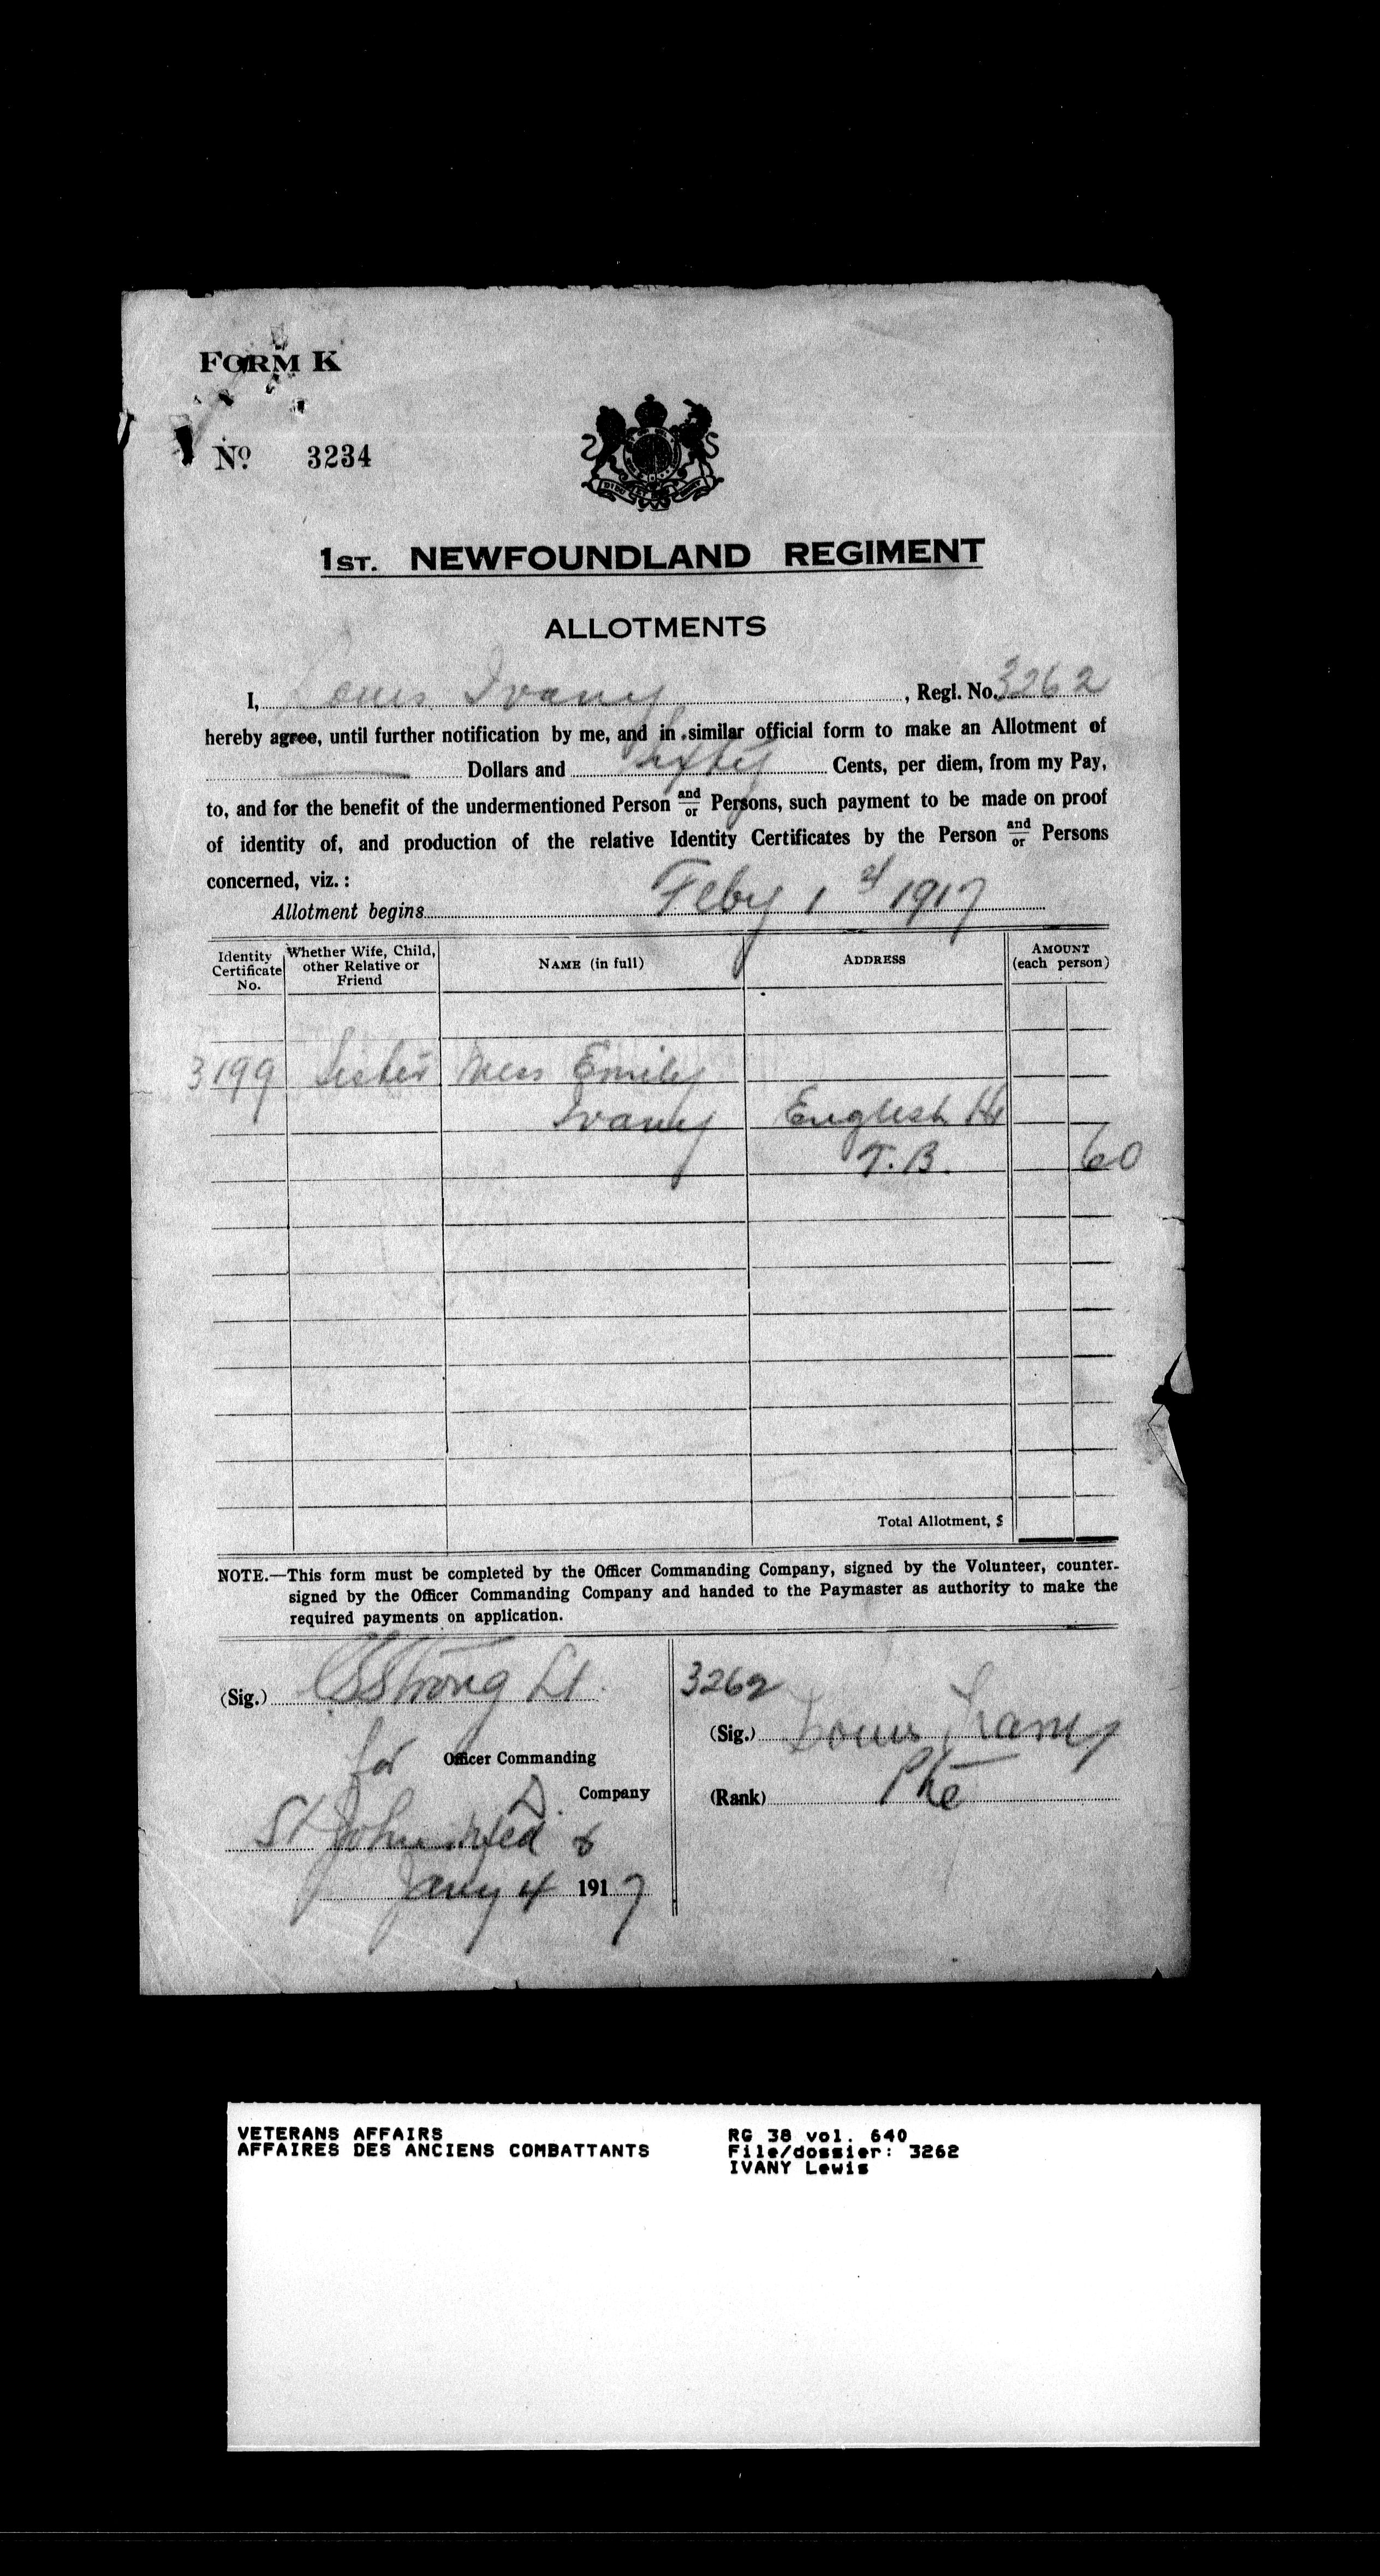 FORM K
No. 3234
1ST. NEWFOUNDLAND REGIMENT
ALLOTMENTS
I, Louis Ivany, Regl. No. 3262
hereby agree, until further notification by me, and in similar official form to make an Allotment of
Dollars and Sixty Cents, per diem, from my Pay,
to, and for the benefit of the undermentioned Person and/or Persons, such payment to be made on proof
of identity of, and production of the relative Identity Certificates by the Person and/or Persons
concerned, viz.:
Allotment begins Feby 1st 1917
Identity Certificate No. Whether Wife, Child, other Relative or Friend NAME (in full) ADDRESS AMOUNT (each person)
3199 Sister Miss Emily
Ivany English Hr
T.B. 60
Total Allotment, $
NOTE.—This form must be completed by the Officer Commanding Company, signed by the Volunteer, counter-
signed by the Officer Commanding Company and handed to the Paymaster as authority to make the
required payments on application.
(Sig.) Strong Lt.
for Officer Commanding
D. Company
St John's Nfld
Jany 4 1917
3262
(Sig.) Louis Ivany
(Rank) Pte
VETERANS AFFAIRS
AFFAIRES DES ANCIENS COMBATTANTS
RG 38 vol. 640
File/dossier: 3262
IVANY Lewis